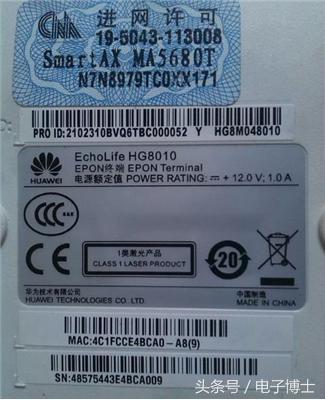 进网许可
19-5043-113008
SmartAX MA5680T
N7N8979TC0XX171
PRO ID:2102310BVQ6TBC000052 Y HG8M048010
HUAWEI
EchoLife HG8010
EPON终端 EPON Terminal
电源额定值 POWER RATING: ⎓ +12.0V; 1.0 A
CCC
1类激光产品
CLASS 1 LASER PRODUCT
20
华为技术有限公司
HUAWEI TECHNOLOGIES CO.,LTD.
中国制造
MADE IN CHINA
MAC:4C1FCCE4BCA0-A8(9)
SN:48575443E4BCA009
头条号 / 电子博士